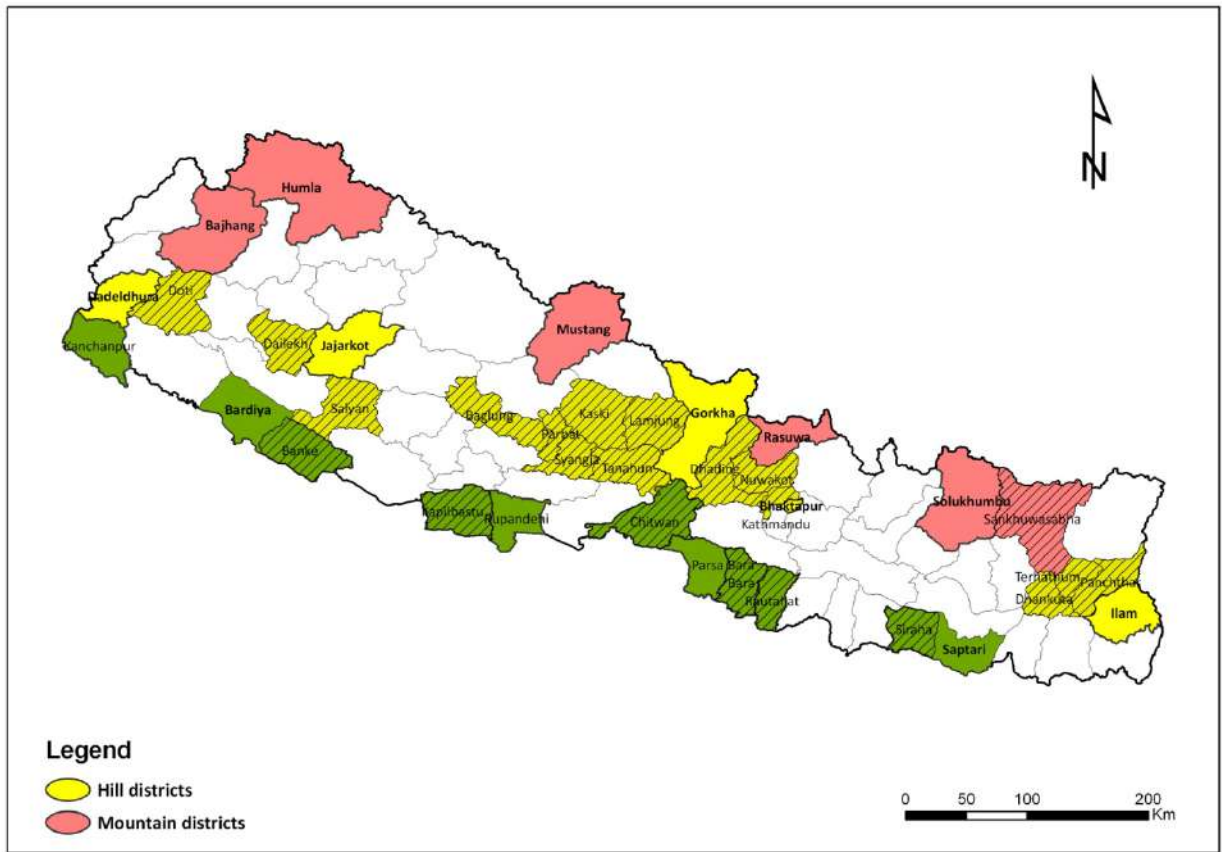 N
Humla
Bajhang
Doti
Dadeldhura
Mustang
Kanchanpur
Dailekh
Jajarkot
Bardiya
Salyan
Baglung
Kaski
Lamjung
Gorkha
Parbat
Rasuwa
Banke
Syangja
Tanahun
Dhading
Nuwakot
Solukhumbu
Sankhuwasabha
Kapilbastu
Rupandehi
Chitwan
Bhaktapur
Kathmandu
Parsa
Bara
Bara
Rautahat
Terhathum
Panchthar
Dhankuta
Ilam
Siraha
Saptari
Legend
Hill districts
Mountain districts
0 50 100 200
Km